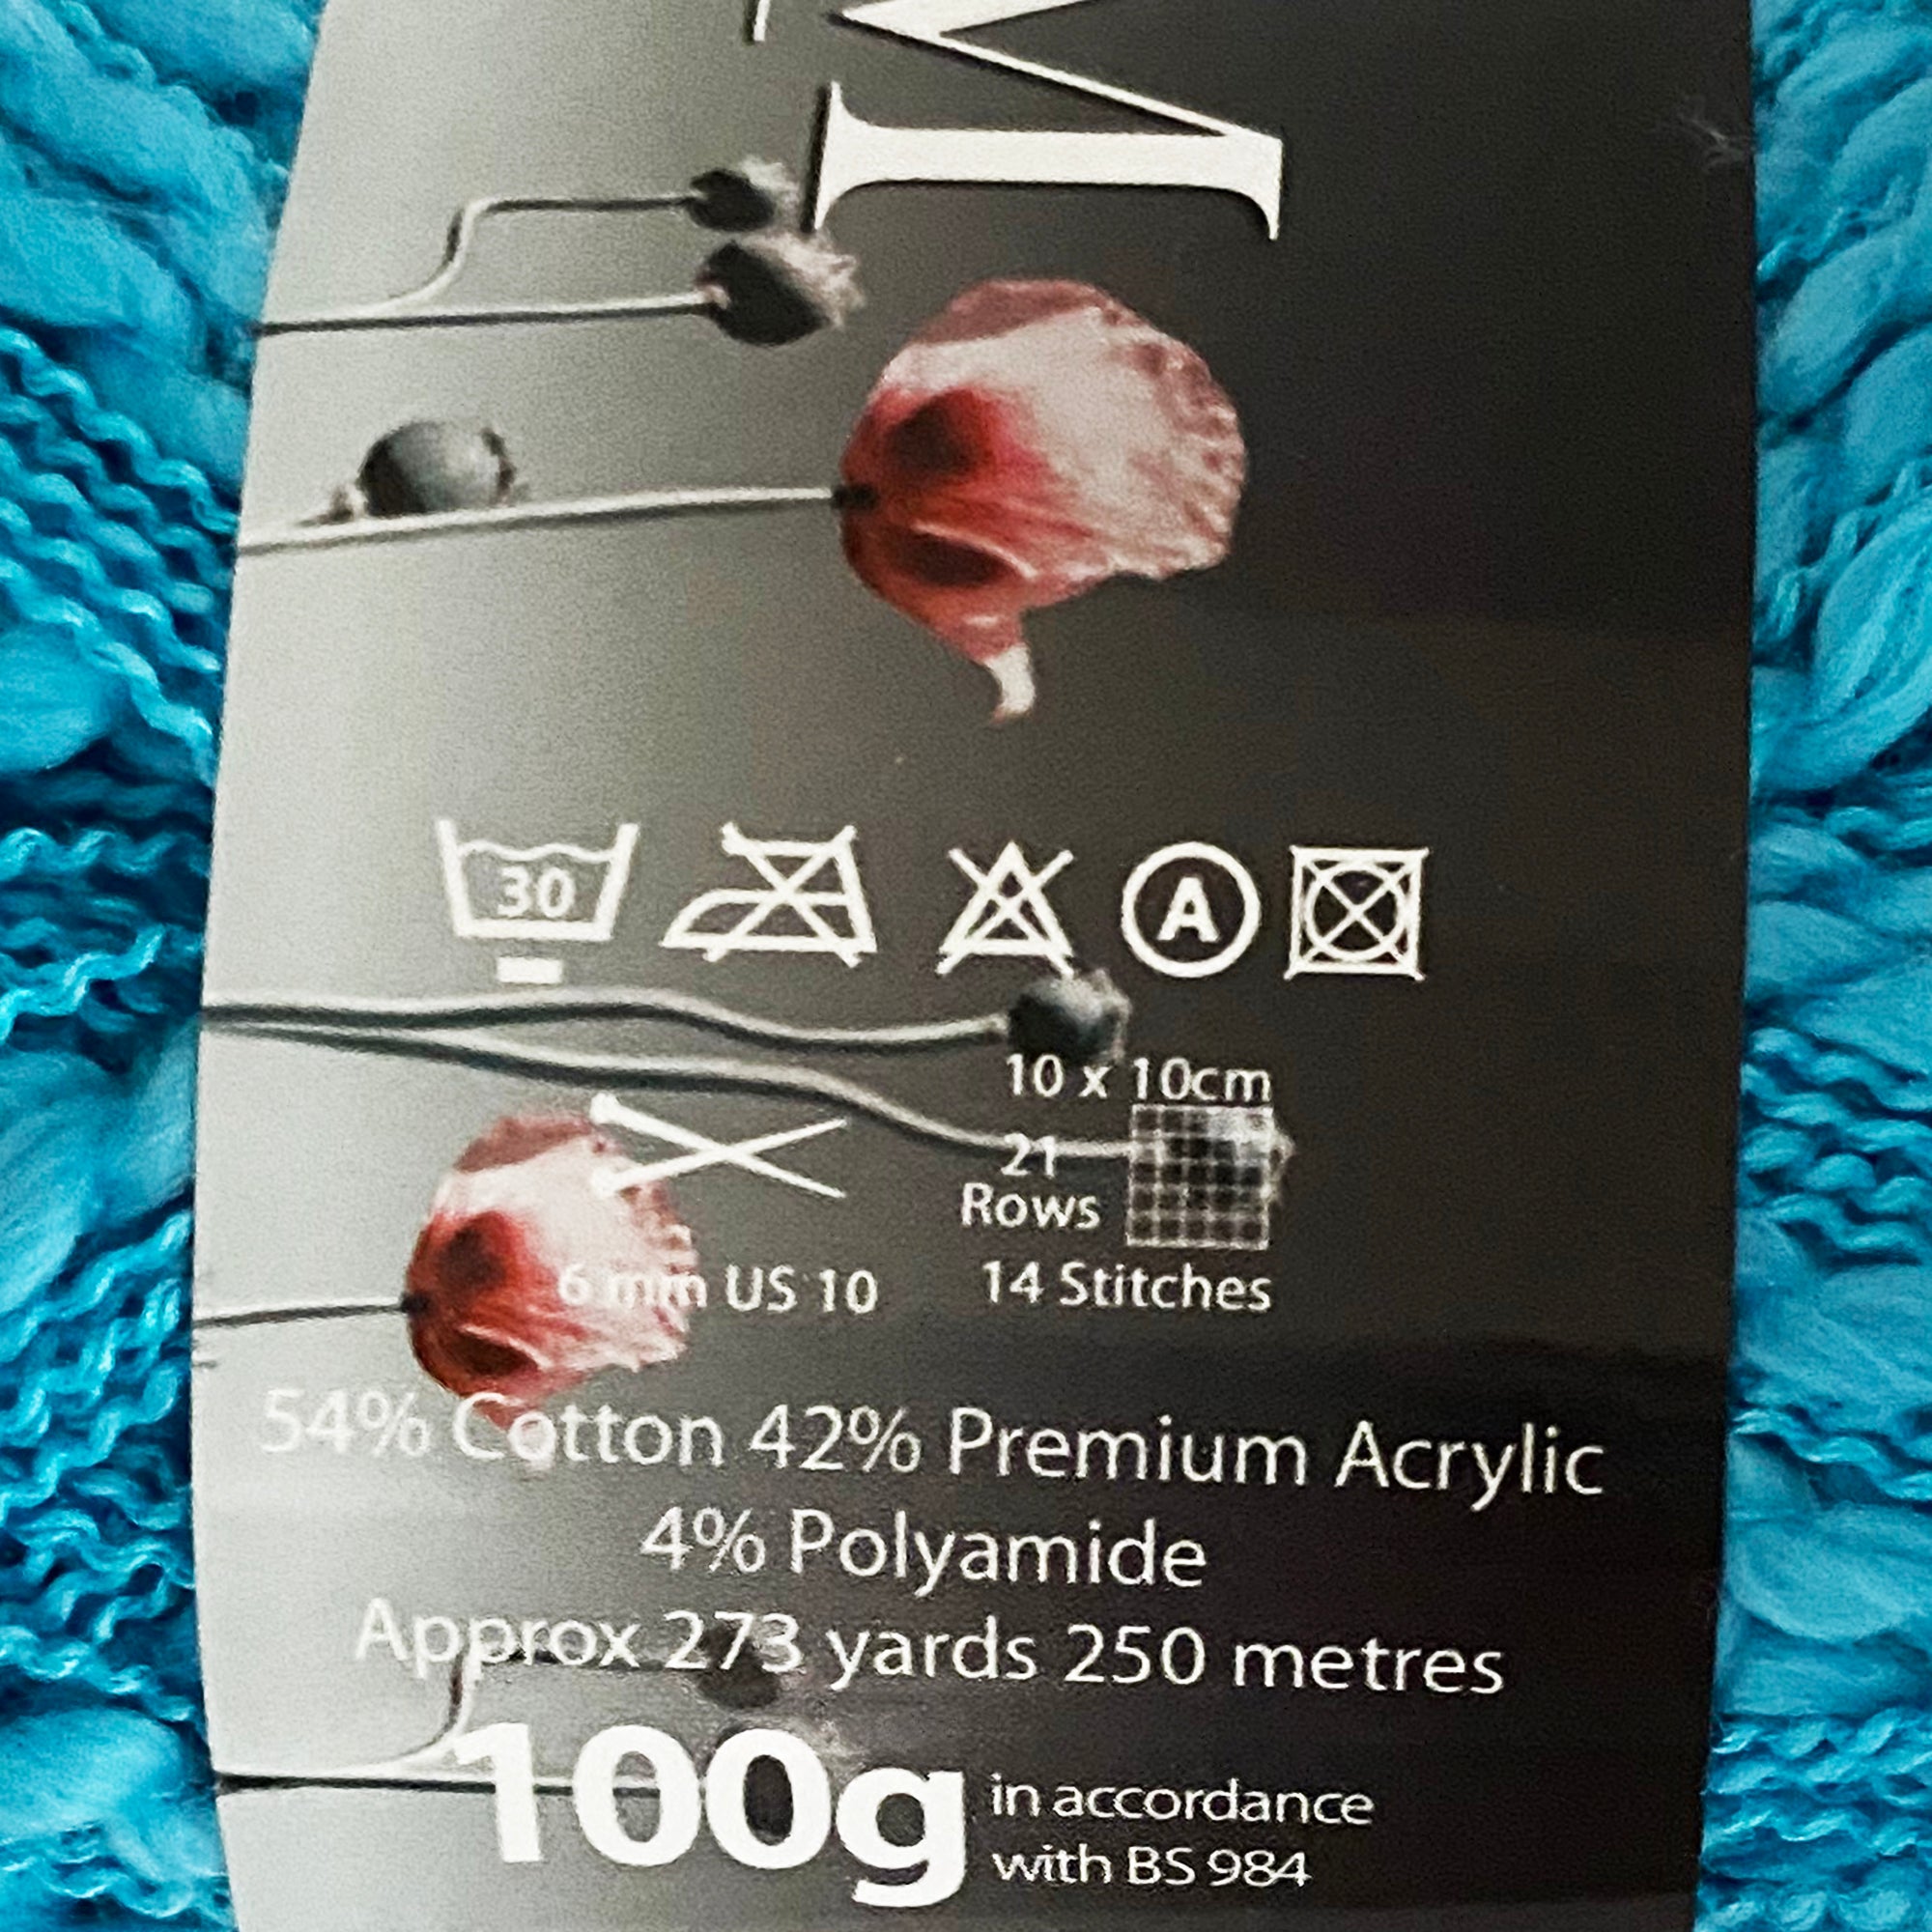 M
30
A
10 x 10cm
21
Rows
6 mm US 10
14 Stitches
54% Cotton 42% Premium Acrylic
4% Polyamide
Approx 273 yards 250 metres
100g
in accordance
with BS 984